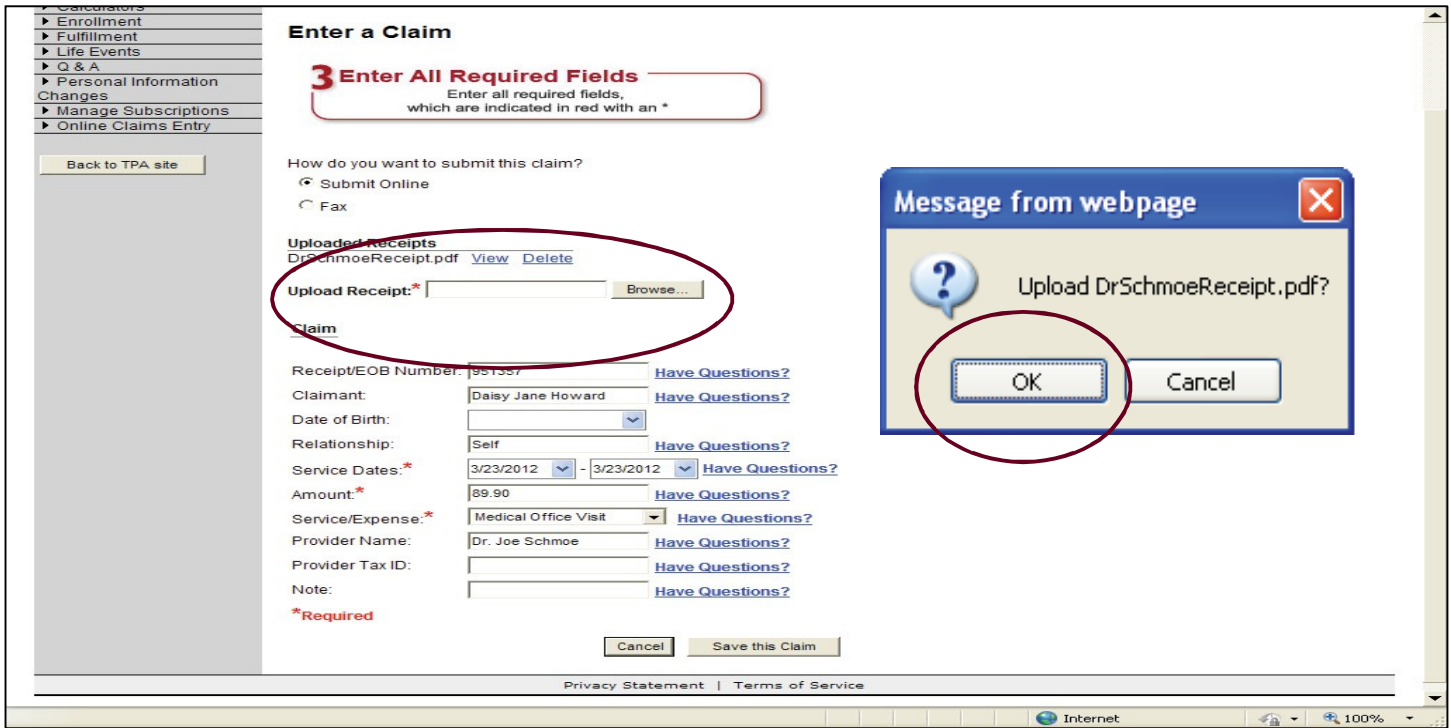 Calculators
Enrollment
Fulfillment
Life Events
Q & A
Personal Information
Changes
Manage Subscriptions
Online Claims Entry
Back to TPA site
Enter a Claim
3 Enter All Required Fields
Enter all required fields,
which are indicated in red with an *
How do you want to submit this claim?
Submit Online
Fax
Uploaded Receipts
DrSchmoeReceipt.pdf View Delete
Upload Receipt:* Browse...
Claim
Receipt/EOB Number: 951357 Have Questions?
Claimant: Daisy Jane Howard Have Questions?
Date of Birth:
Relationship: Self Have Questions?
Service Dates:* 3/23/2012 - 3/23/2012 Have Questions?
Amount:* 89.90 Have Questions?
Service/Expense:* Medical Office Visit Have Questions?
Provider Name: Dr. Joe Schmoe Have Questions?
Provider Tax ID: Have Questions?
Note: Have Questions?
*Required
Cancel Save this Claim
Privacy Statement | Terms of Service
Message from webpage
Upload DrSchmoeReceipt.pdf?
OK Cancel
Internet 100%